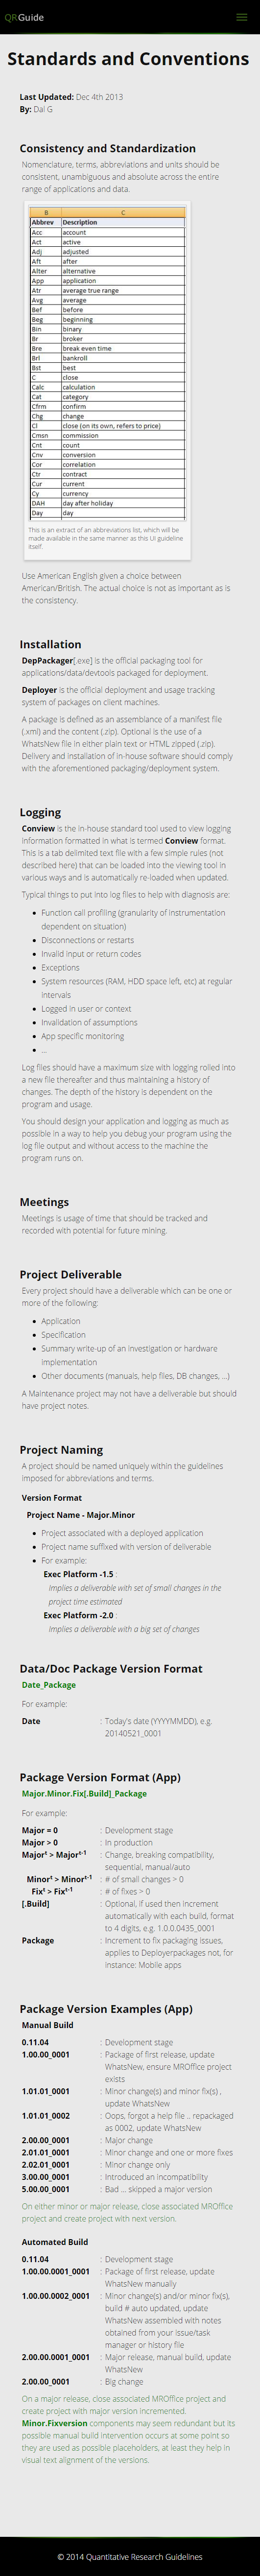 QRGuide
Standards and Conventions
Last Updated: Dec 4th 2013
By: Dal G
Consistency and Standardization
Nomenclature, terms, abbreviations and units should be
consistent, unambiguous and absolute across the entire
range of applications and data.
B C
Abbrev Description
Acc account
Act active
Adj adjusted
Aft after
Alter alternative
App application
Atr average true range
Avg average
Bef before
Beg beginning
Bin binary
Br broker
Bre break even time
Brl bankroll
Bst best
C close
Calc calculation
Cat category
Cfrm confirm
Chg change
Cl close (on its own, refers to price)
Cmsn commission
Cnt count
Cnv conversion
Cor correlation
Ctr contract
Cur current
Cy currency
DAH day after holiday
Day day
This is an extract of an abbreviations list, which will be
made available in the same manner as this UI guideline
itself.
Use American English given a choice between
American/British. The actual choice is not as important as is
the consistency.
Installation
DepPackager[.exe] is the official packaging tool for
applications/data/devtools packaged for deployment.
Deployer is the official deployment and usage tracking
system of packages on client machines.
A package is defined as an assemblance of a manifest file
(.xml) and the content (.zip). Optional is the use of a
WhatsNew file in either plain text or HTML zipped (.zip).
Delivery and installation of in-house software should comply
with the aforementioned packaging/deployment system.
Logging
Conview is the in-house standard tool used to view logging
information formatted in what is termed Conview format.
This is a tab delimited text file with a few simple rules (not
described here) that can be loaded into the viewing tool in
various ways and is automatically re-loaded when updated.
Typical things to put into log files to help with diagnosis are:
• Function call profiling (granularity of instrumentation
dependent on situation)
• Disconnections or restarts
• Invalid input or return codes
• Exceptions
• System resources (RAM, HDD space left, etc) at regular
intervals
• Logged in user or context
• Invalidation of assumptions
• App specific monitoring
• ...
Log files should have a maximum size with logging rolled into
a new file thereafter and thus maintaining a history of
changes. The depth of the history is dependent on the
program and usage.
You should design your application and logging as much as
possible in a way to help you debug your program using the
log file output and without access to the machine the
program runs on.
Meetings
Meetings is usage of time that should be tracked and
recorded with potential for future mining.
Project Deliverable
Every project should have a deliverable which can be one or
more of the following:
• Application
• Specification
• Summary write-up of an investigation or hardware
implementation
• Other documents (manuals, help files, DB changes, ...)
A Maintenance project may not have a deliverable but should
have project notes.
Project Naming
A project should be named uniquely within the guidelines
imposed for abbreviations and terms.
Version Format
Project Name - Major.Minor
• Project associated with a deployed application
• Project name suffixed with version of deliverable
• For example:
Exec Platform -1.5 :
Implies a deliverable with set of small changes in the
project time estimated
Exec Platform -2.0 :
Implies a deliverable with a big set of changes
Data/Doc Package Version Format
Date_Package
For example:
Date : Today's date (YYYYMMDD), e.g.
20140521_0001
Package Version Format (App)
Major.Minor.Fix[.Build]_Package
For example:
Major = 0 : Development stage
Major > 0 : In production
Majorᵗ > Majorᵗ⁻¹ : Change, breaking compatibility,
sequential, manual/auto
Minorᵗ > Minorᵗ⁻¹ : # of small changes > 0
Fixᵗ > Fixᵗ⁻¹ : # of fixes > 0
[.Build] : Optional, if used then increment
automatically with each build, format
to 4 digits, e.g. 1.0.0.0435_0001
Package : Increment to fix packaging issues,
applies to Deployerpackages not, for
instance: Mobile apps
Package Version Examples (App)
Manual Build
0.11.04 : Development stage
1.00.00_0001 : Package of first release, update
WhatsNew, ensure MROffice project
exists
1.01.01_0001 : Minor change(s) and minor fix(s) ,
update WhatsNew
1.01.01_0002 : Oops, forgot a help file .. repackaged
as 0002, update WhatsNew
2.00.00_0001 : Major change
2.01.01_0001 : Minor change and one or more fixes
2.02.01_0001 : Minor change only
3.00.00_0001 : Introduced an incompatibility
5.00.00_0001 : Bad ... skipped a major version
On either minor or major release, close associated MROffice
project and create project with next version.
Automated Build
0.11.04 : Development stage
1.00.00.0001_0001 : Package of first release, update
WhatsNew manually
1.00.00.0002_0001 : Minor change(s) and/or minor fix(s),
build # auto updated, update
WhatsNew assembled with notes
obtained from your issue/task
manager or history file
2.00.00.0001_0001 : Major release, manual build, update
WhatsNew
2.00.00_0001 : Big change
On a major release, close associated MROffice project and
create project with major version incremented.
Minor.Fixversion components may seem redundant but its
possible manual build intervention occurs at some point so
they are used as possible placeholders, at least they help in
visual text alignment of the versions.
© 2014 Quantitative Research Guidelines